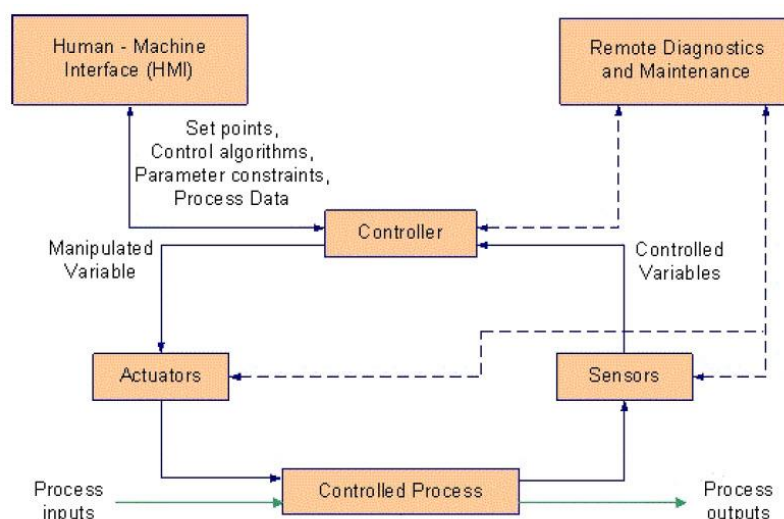 Human - Machine
Interface (HMI)
Remote Diagnostics
and Maintenance
Set points,
Control algorithms,
Parameter constraints,
Process Data
Controller
Manipulated
Variable
Controlled
Variables
Actuators
Sensors
Process
inputs
Controlled Process
Process
outputs